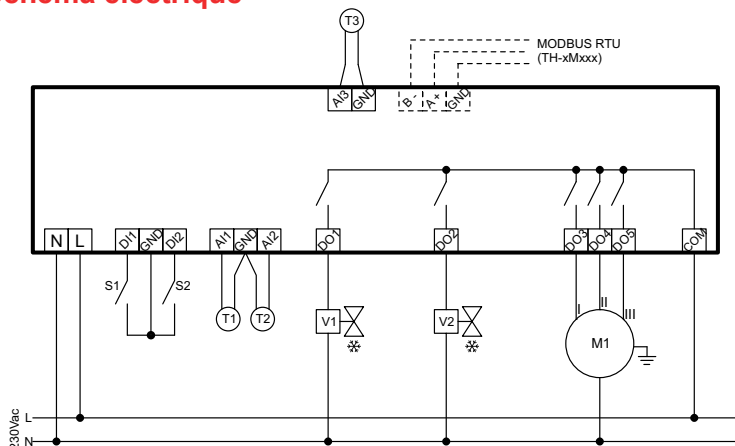 schéma électrique
T3
MODBUS RTU
(TH-xMxxx)
AI3 GND
B - A + GND
N L DI1 GND DI2 AI1 GND AI2 DO1 DO2 DO3 DO4 DO5 COM
S1 S2
I II III
T1 T2 V1 V2
M1
230Vac
L
N